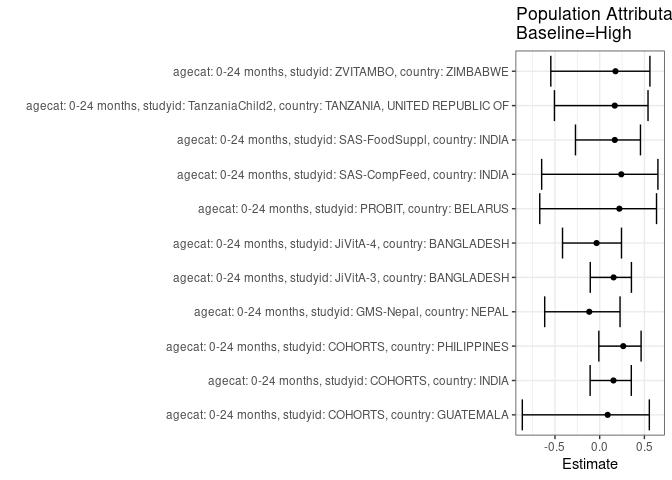 Population Attributa
Baseline=High
agecat: 0-24 months, studyid: ZVITAMBO, country: ZIMBABWE
agecat: 0-24 months, studyid: TanzaniaChild2, country: TANZANIA, UNITED REPUBLIC OF
agecat: 0-24 months, studyid: SAS-FoodSuppl, country: INDIA
agecat: 0-24 months, studyid: SAS-CompFeed, country: INDIA
agecat: 0-24 months, studyid: PROBIT, country: BELARUS
agecat: 0-24 months, studyid: JiVitA-4, country: BANGLADESH
agecat: 0-24 months, studyid: JiVitA-3, country: BANGLADESH
agecat: 0-24 months, studyid: GMS-Nepal, country: NEPAL
agecat: 0-24 months, studyid: COHORTS, country: PHILIPPINES
agecat: 0-24 months, studyid: COHORTS, country: INDIA
agecat: 0-24 months, studyid: COHORTS, country: GUATEMALA
-0.5 0.0 0.5
Estimate